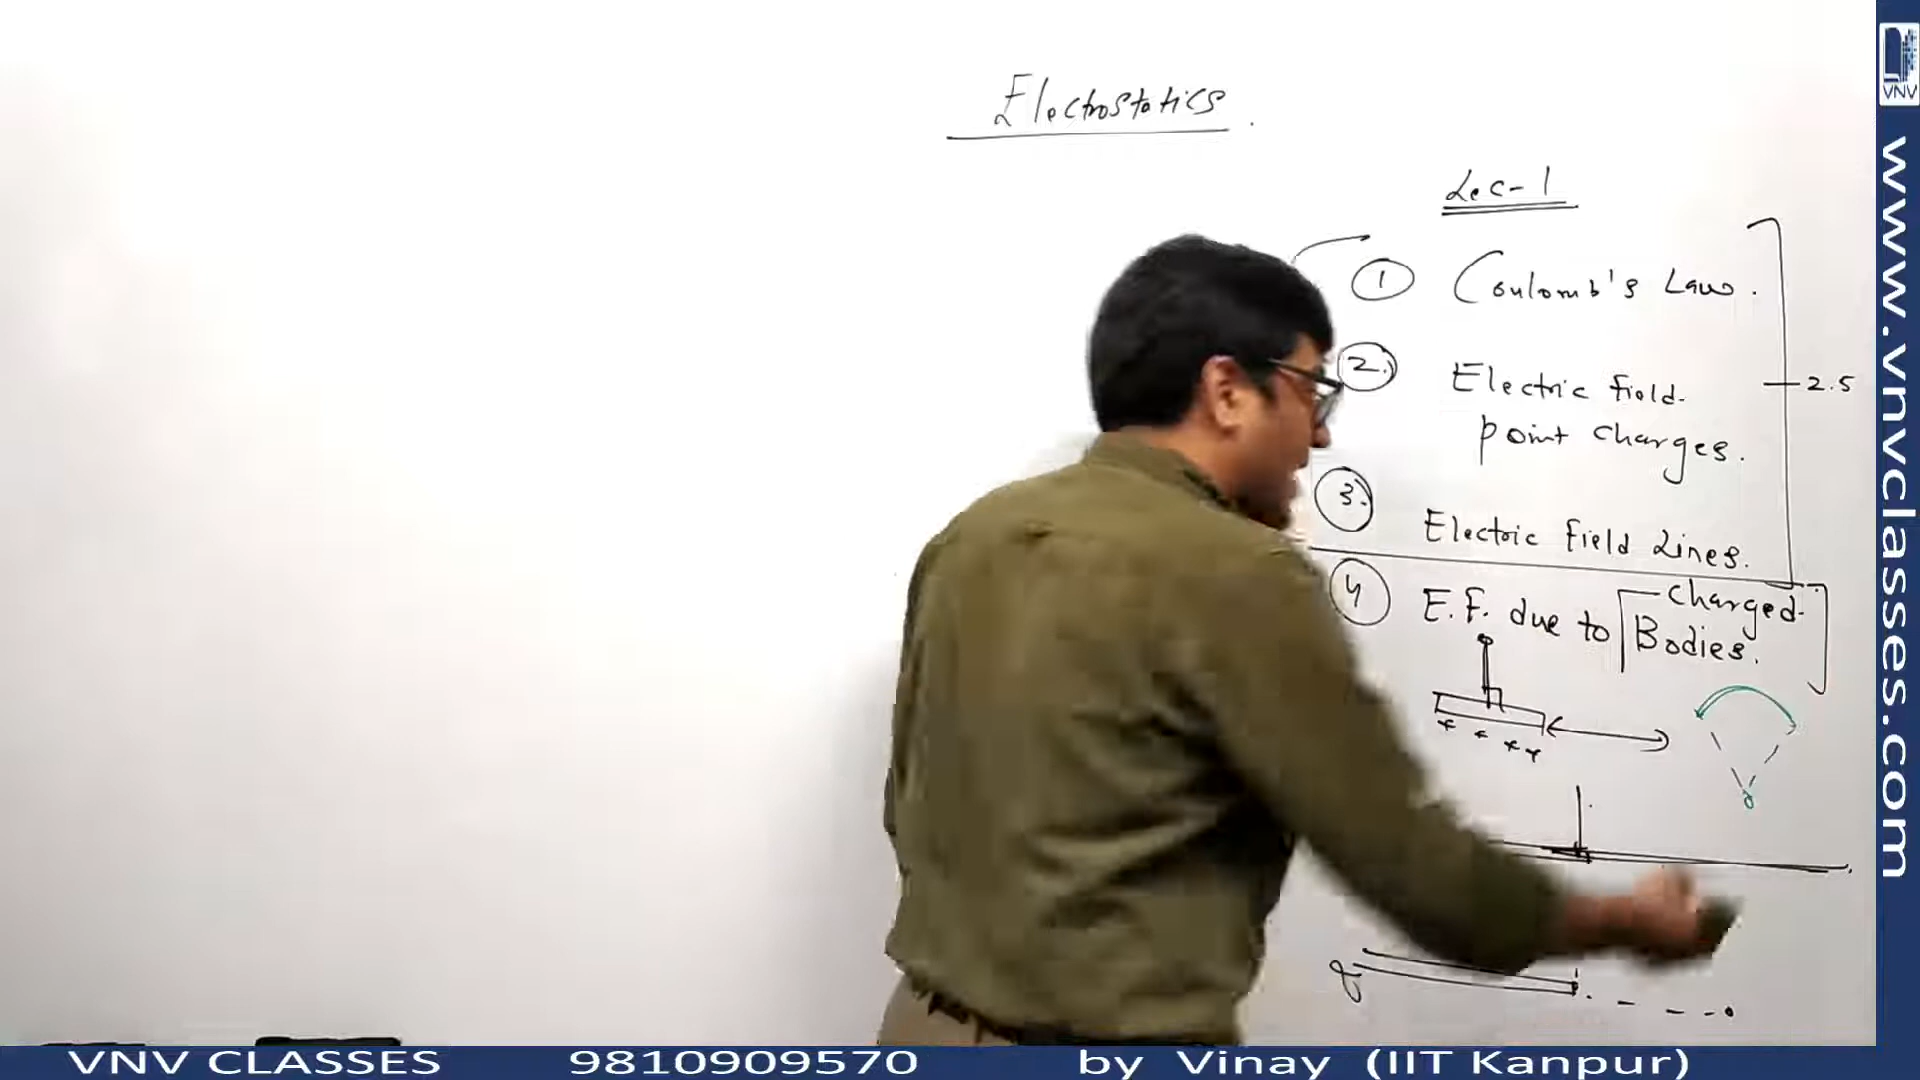 Electrostatics.
Lec-1
1 Coulomb's Law.
2. Electric field-
point charges.
2.5
3. Electric Field Lines.
4 E.F. due to charged-
Bodies.
VNV
www.vnvclasses.com
VNV CLASSES 9810909570 by Vinay (IIT Kanpur)